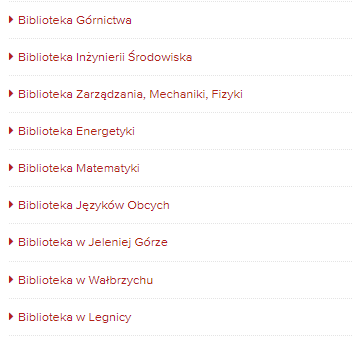 Biblioteka Górnictwa
Biblioteka Inżynierii Środowiska
Biblioteka Zarządzania, Mechaniki, Fizyki
Biblioteka Energetyki
Biblioteka Matematyki
Biblioteka Języków Obcych
Biblioteka w Jeleniej Górze
Biblioteka w Wałbrzychu
Biblioteka w Legnicy